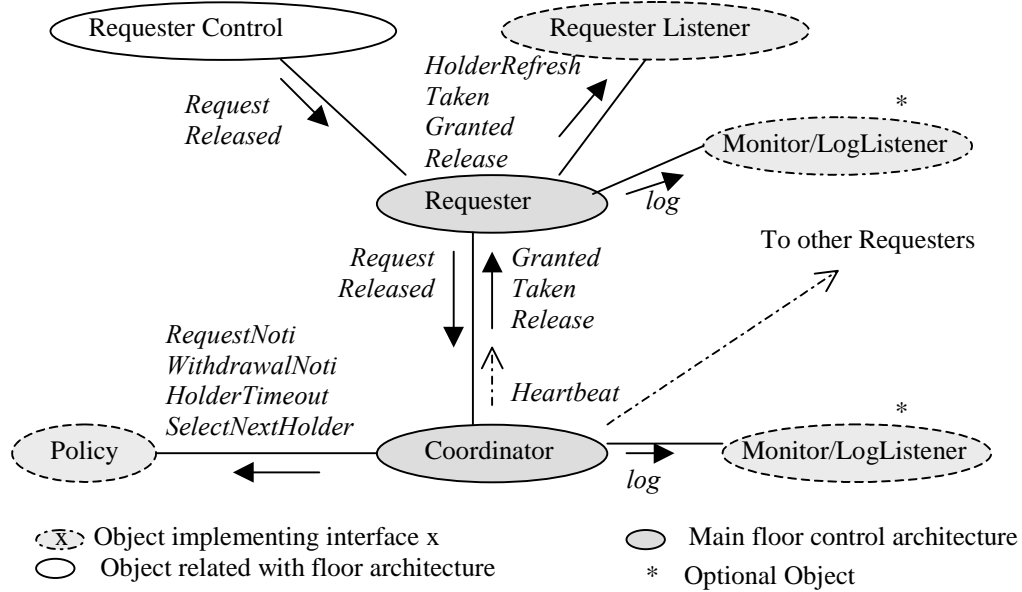 Requester Control
Requester Listener
Request
Released
HolderRefresh
Taken
Granted
Release
*
Monitor/LogListener
Requester
log
To other Requesters
Request
Released
Granted
Taken
Release
RequestNoti
WithdrawalNoti
HolderTimeout
SelectNextHolder
Heartbeat
*
Policy
Coordinator
Monitor/LogListener
log
x Object implementing interface x
Main floor control architecture
Object related with floor architecture
* Optional Object